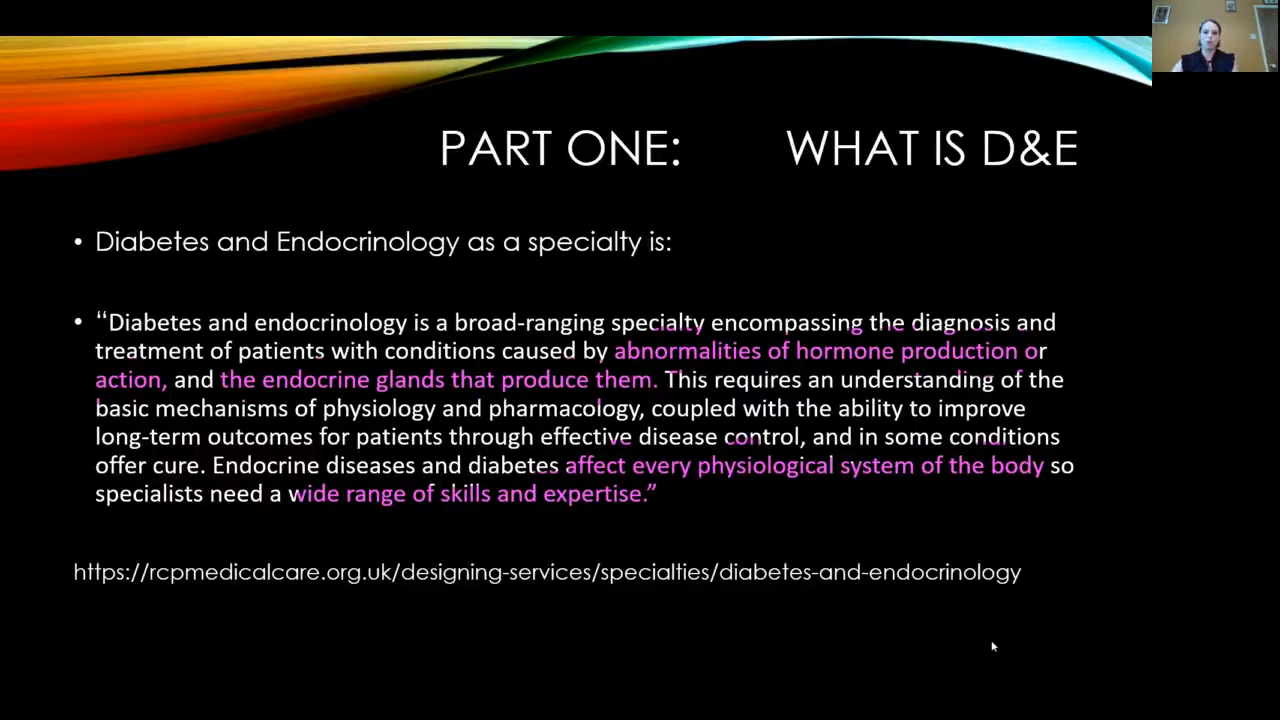 PART ONE: WHAT IS D&E
• Diabetes and Endocrinology as a specialty is:
• “Diabetes and endocrinology is a broad-ranging specialty encompassing the diagnosis and
treatment of patients with conditions caused by abnormalities of hormone production or
action, and the endocrine glands that produce them. This requires an understanding of the
basic mechanisms of physiology and pharmacology, coupled with the ability to improve
long-term outcomes for patients through effective disease control, and in some conditions
offer cure. Endocrine diseases and diabetes affect every physiological system of the body so
specialists need a wide range of skills and expertise.”
https://rcpmedicalcare.org.uk/designing-services/specialties/diabetes-and-endocrinology